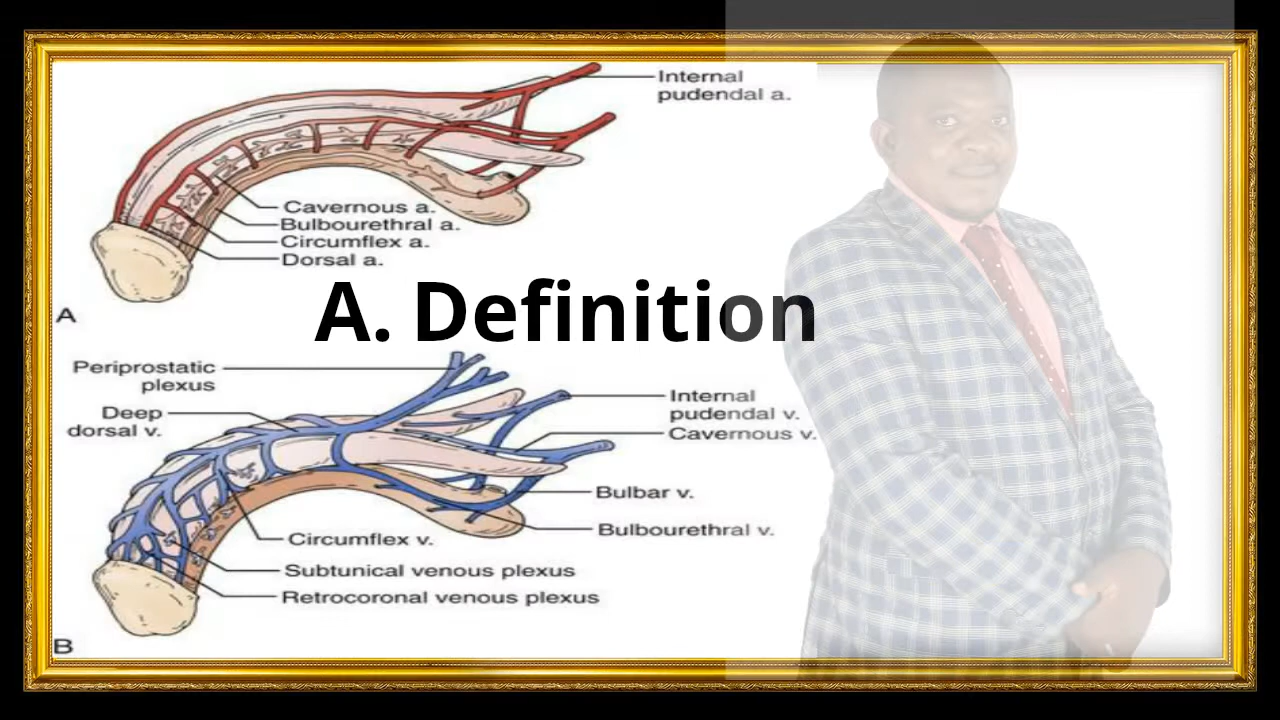 Internal
pudendal a.
Cavernous a.
Bulbourethral a.
Circumflex a.
Dorsal a.
A
A. Definition
Periprostatic
plexus
Deep
dorsal v.
Internal
pudendal v.
Cavernous v.
Bulbar v.
Bulbourethral v.
Circumflex v.
Subtunical venous plexus
Retrocoronal venous plexus
B